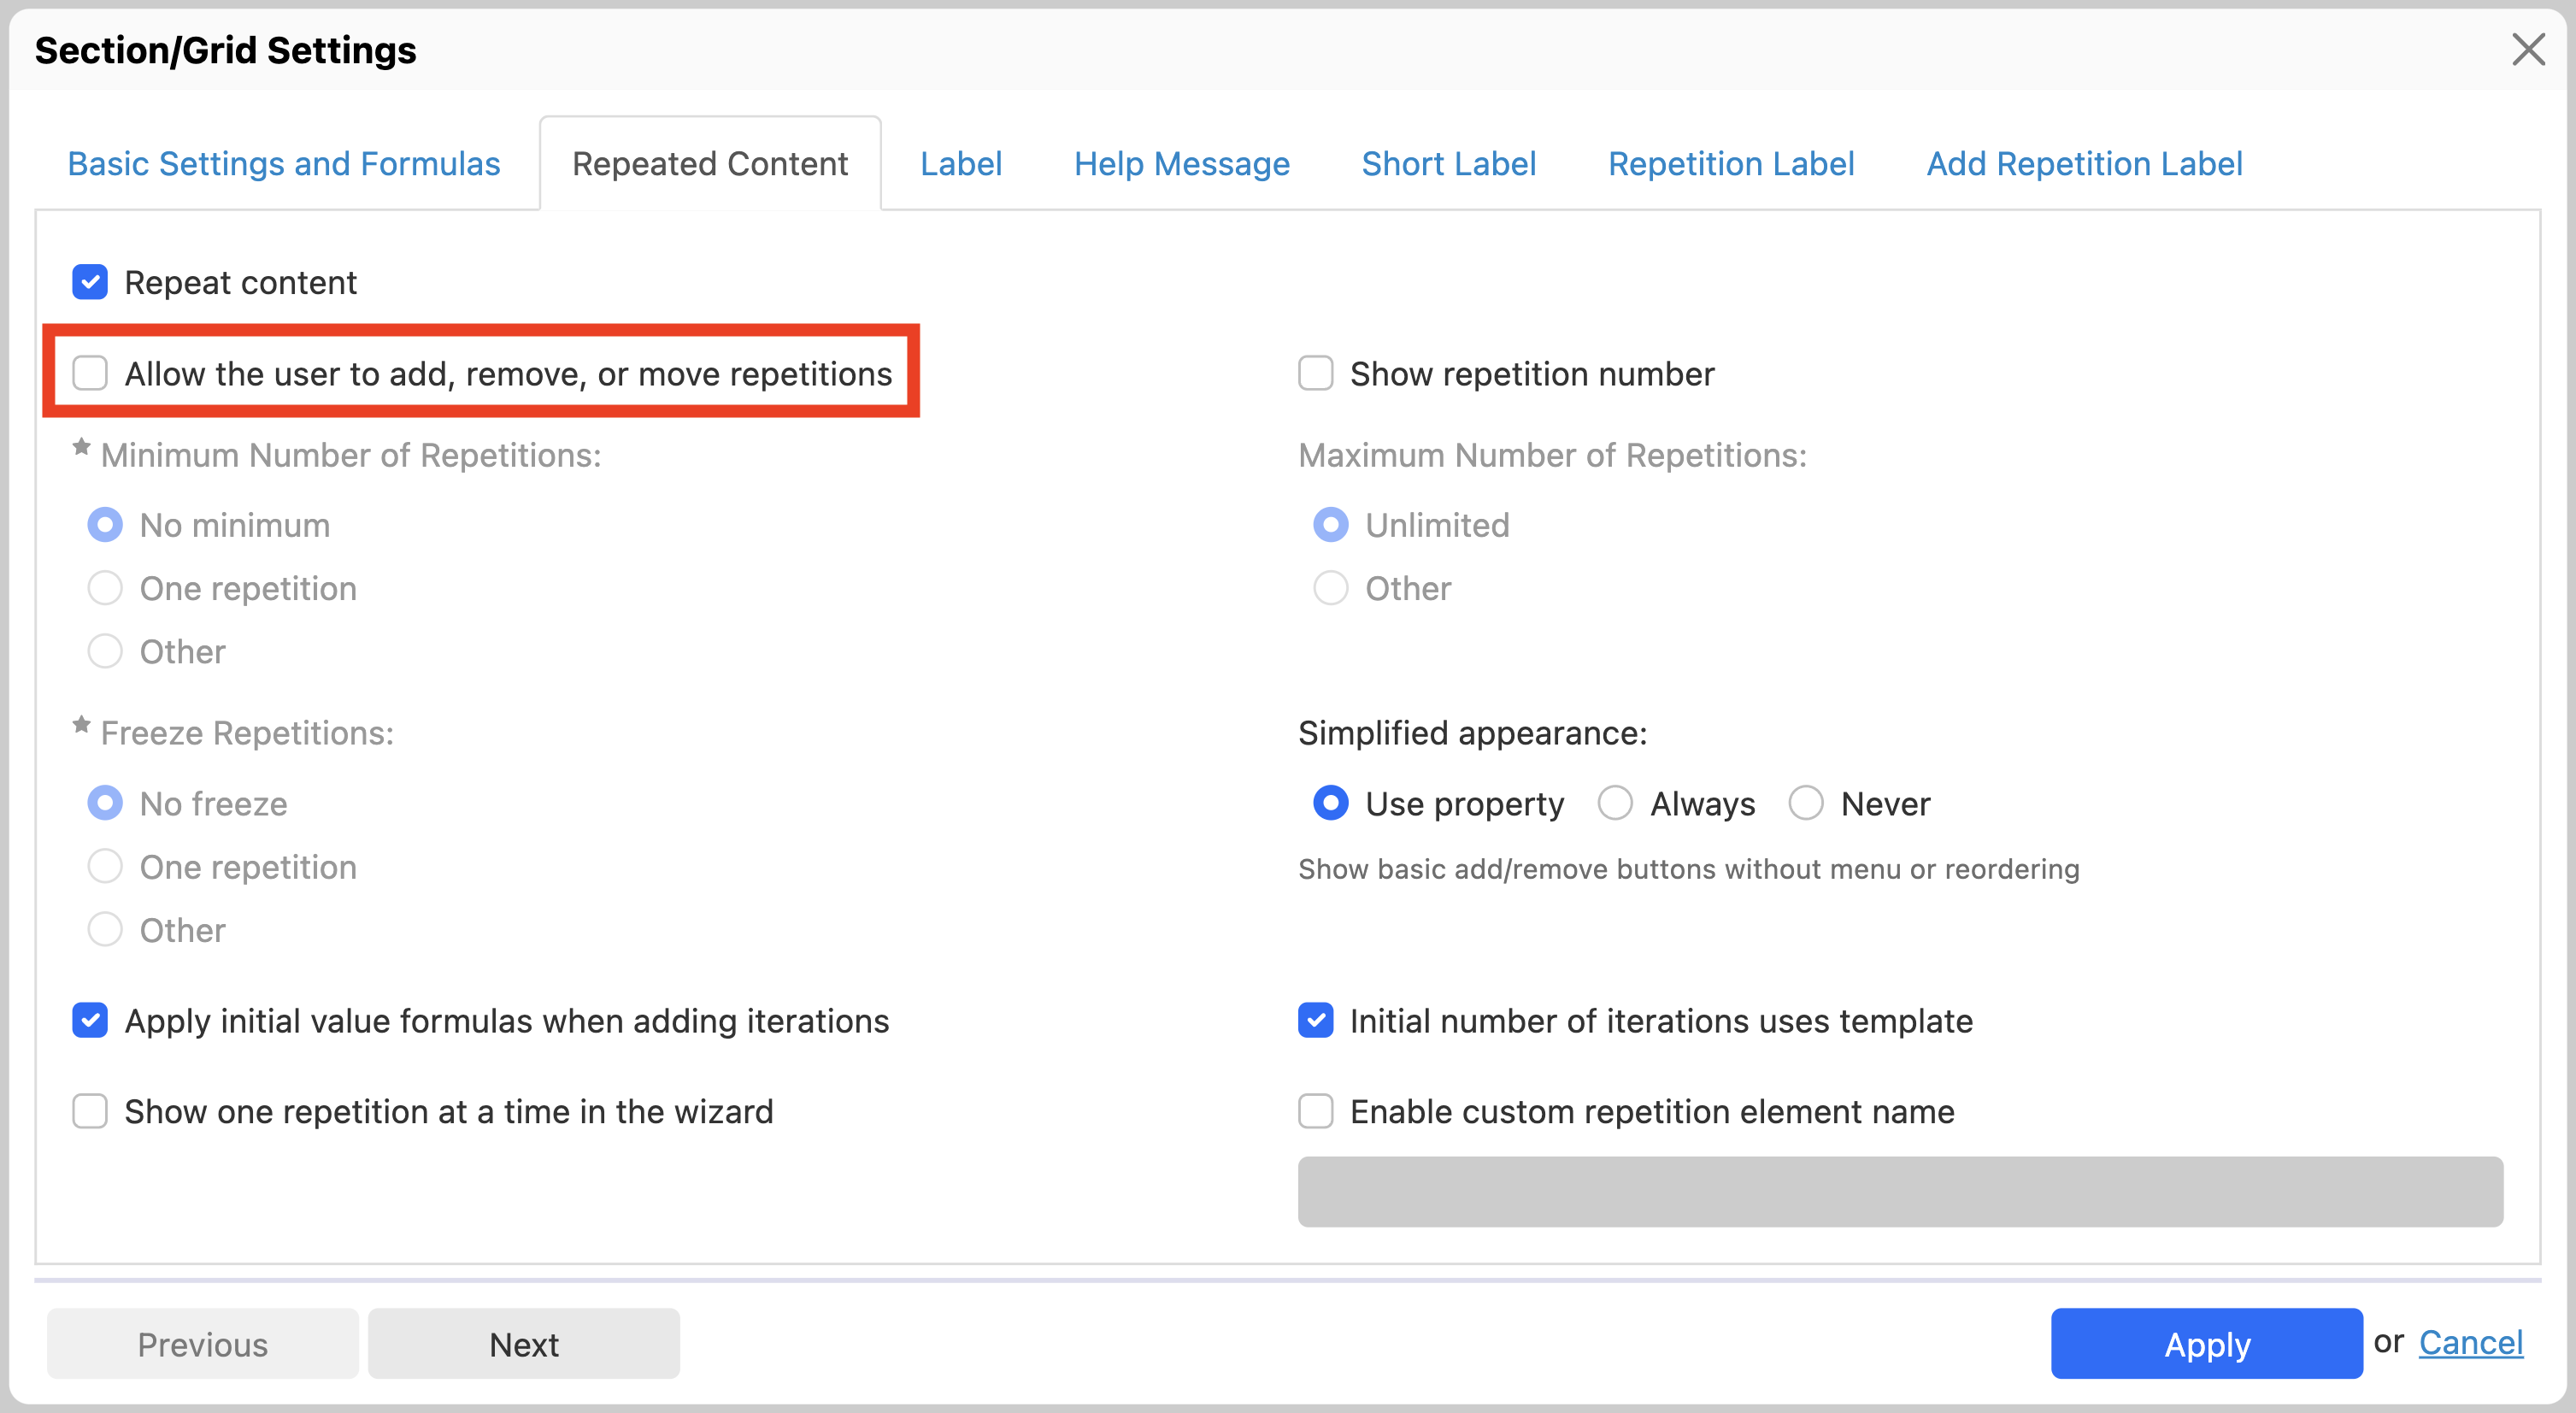 Section/Grid Settings
Basic Settings and Formulas Repeated Content Label Help Message Short Label Repetition Label Add Repetition Label
Repeat content
Allow the user to add, remove, or move repetitions
Show repetition number
Minimum Number of Repetitions:
No minimum
One repetition
Other
Maximum Number of Repetitions:
Unlimited
Other
Freeze Repetitions:
No freeze
One repetition
Other
Simplified appearance:
Use property Always Never
Show basic add/remove buttons without menu or reordering
Apply initial value formulas when adding iterations
Initial number of iterations uses template
Show one repetition at a time in the wizard
Enable custom repetition element name
Previous Next Apply or Cancel